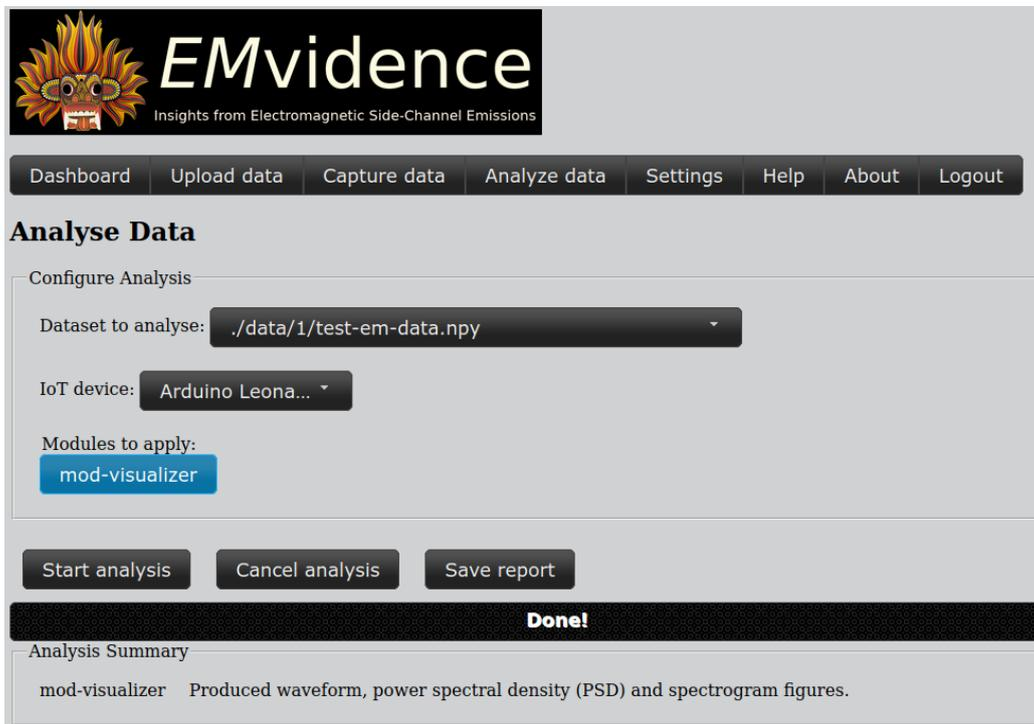 EMvidence
Insights from Electromagnetic Side-Channel Emissions
Dashboard Upload data Capture data Analyze data Settings Help About Logout
Analyse Data
Configure Analysis
Dataset to analyse: ./data/1/test-em-data.npy
IoT device: Arduino Leona...
Modules to apply:
mod-visualizer
Start analysis Cancel analysis Save report
Done!
Analysis Summary
mod-visualizer Produced waveform, power spectral density (PSD) and spectrogram figures.